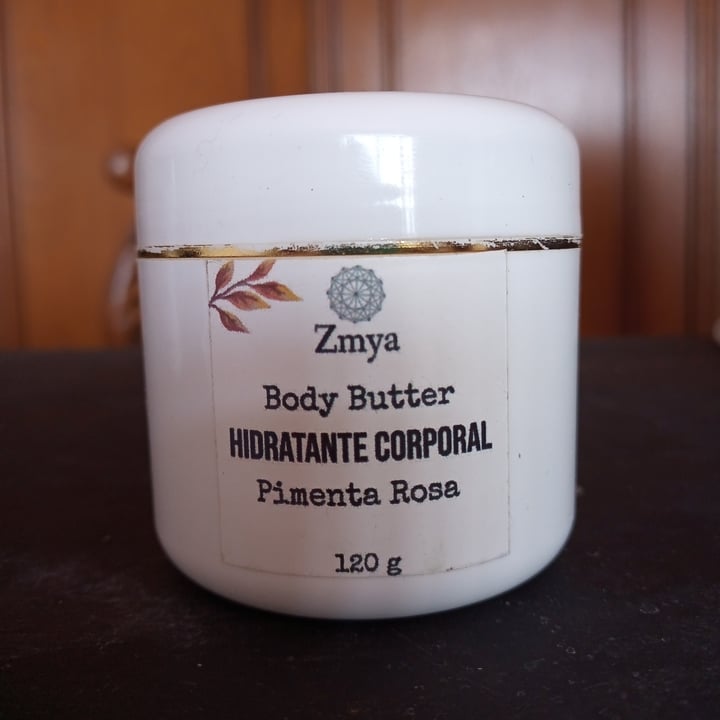 Zmya
Body Butter
HIDRATANTE CORPORAL
Pimenta Rosa
120 g